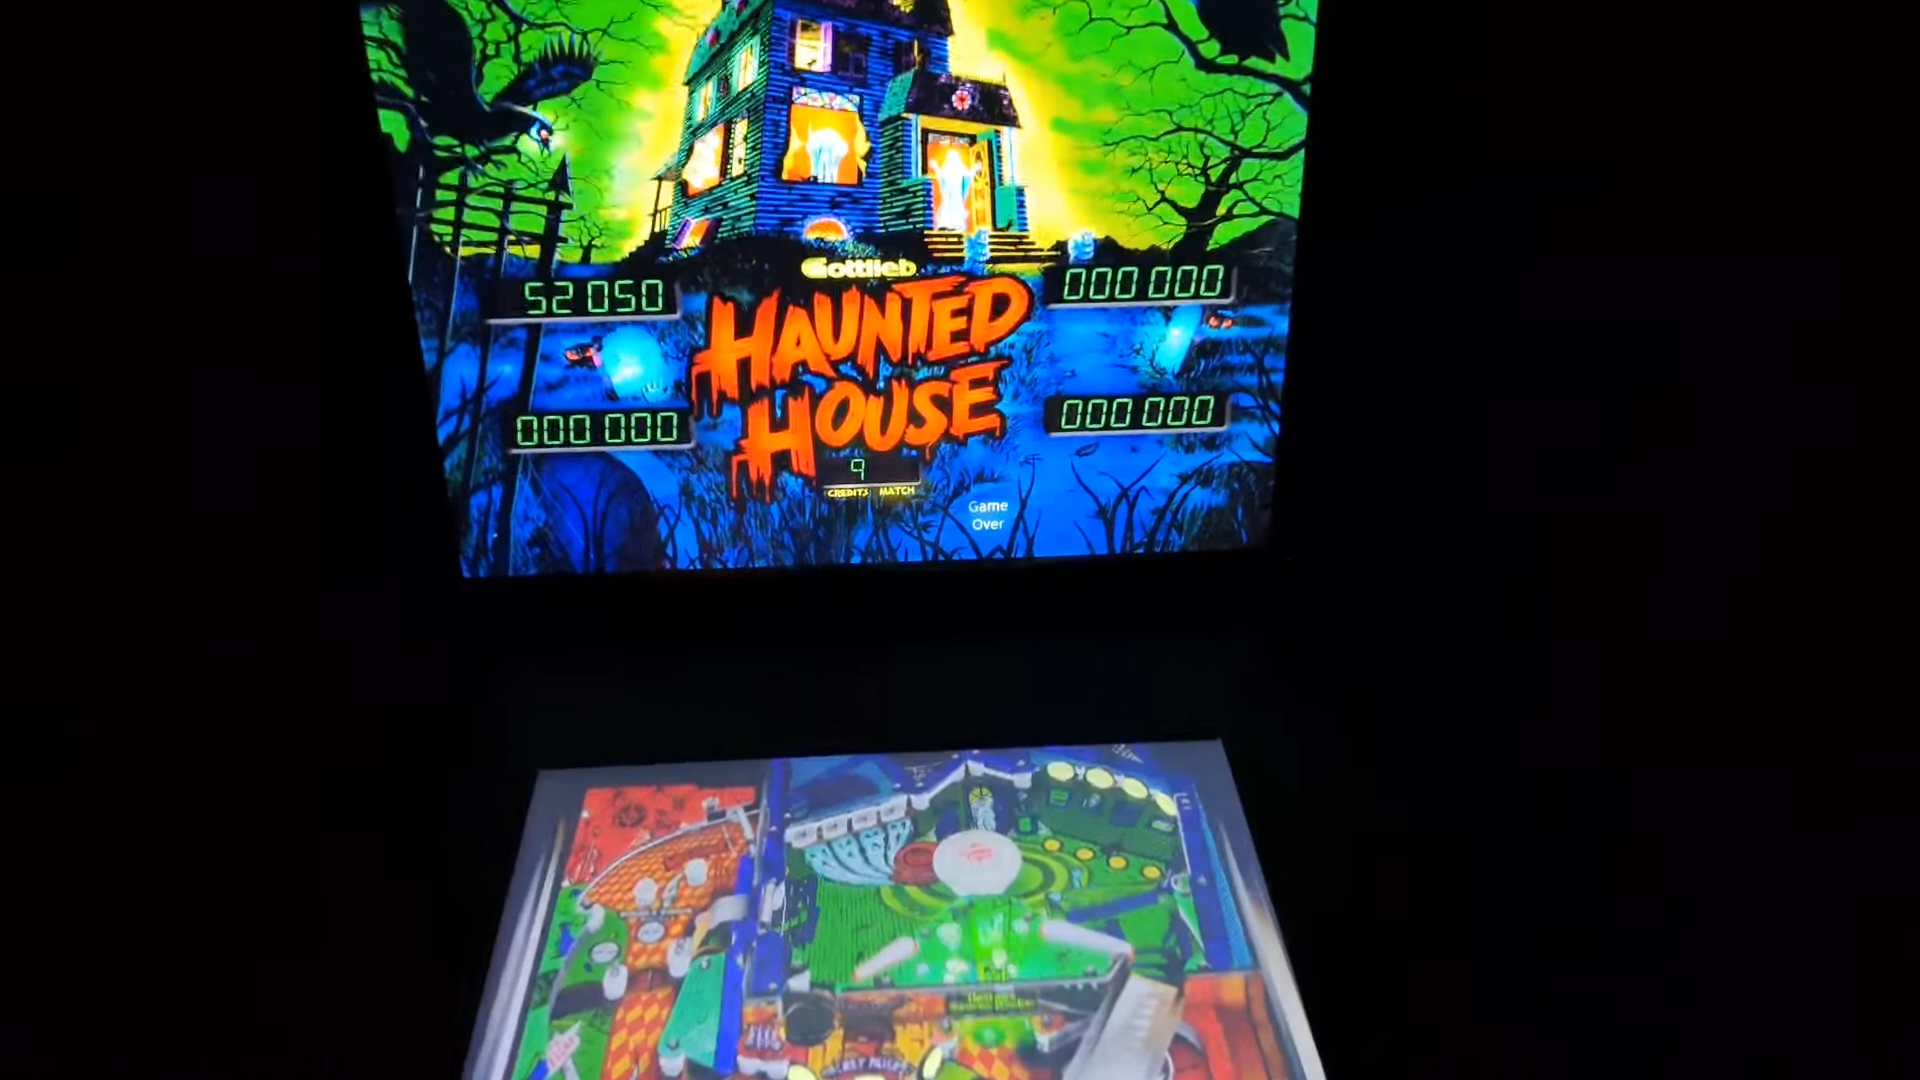 Gottlieb
52 050
HAUNTED
HOUSE
000 000
000 000
000 000
9
CREDITS MATCH
Game
Over